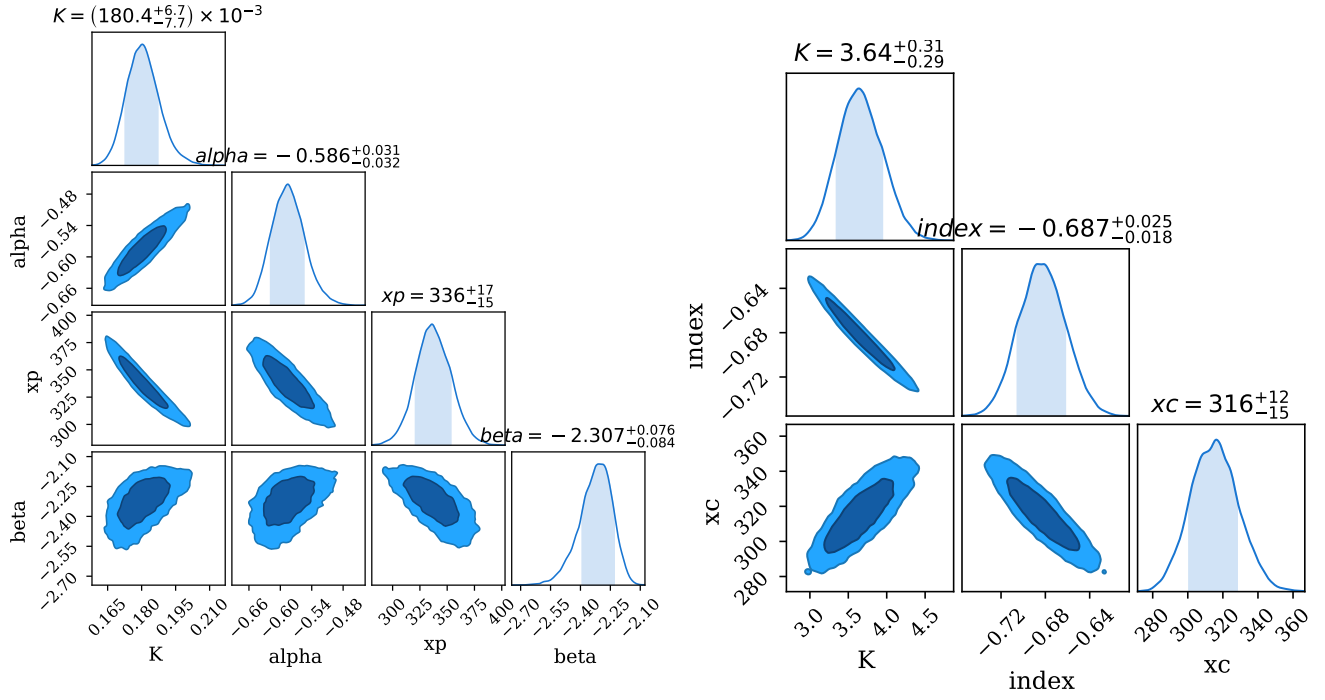 K = (180.4 +6.7 −7.7) × 10−3
alpha = −0.586 +0.031 −0.032
xp = 336 +17 −15
beta = −2.307 +0.076 −0.084
alpha
−0.48
−0.54
−0.60
−0.66
xp
400
375
350
325
300
beta
−2.10
−2.25
−2.40
−2.55
−2.70
0.165 0.180 0.195 0.210
K
−0.66 −0.60 −0.54 −0.48
alpha
300 325 350 375 400
xp
−2.70 −2.55 −2.40 −2.25 −2.10
beta
K = 3.64 +0.31 −0.29
index = −0.687 +0.025 −0.018
xc = 316 +12 −15
index
−0.64
−0.68
−0.72
xc
360
340
320
300
280
3.0 3.5 4.0 4.5
K
−0.72 −0.68 −0.64
index
280 300 320 340 360
xc